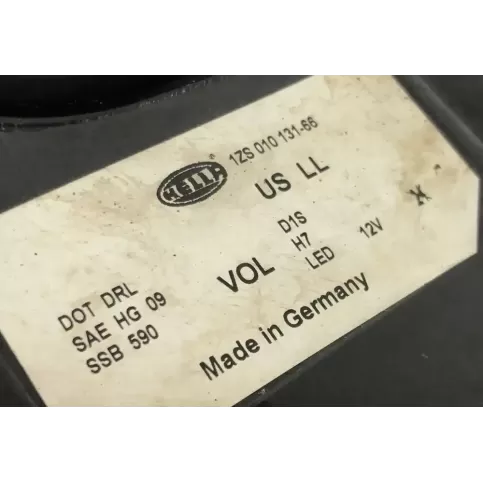 HELLA ® 1ZS 010 131-66
US LL
DOT DRL
SAE HG 09
SSB 590
VOL
D1S
H7
LED
12V
X
Made in Germany